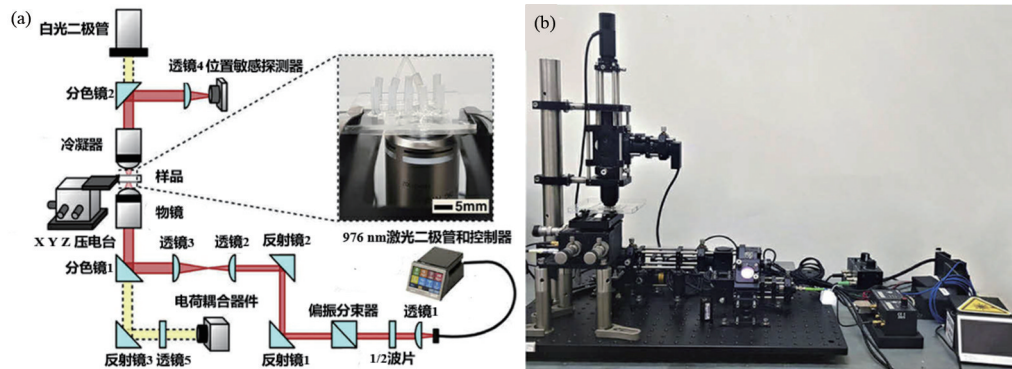 (a)
白光二极管
透镜4 位置敏感探测器
分色镜2
冷凝器
样品
物镜
5mm
X Y Z 压电台
976 nm激光二极管和控制器
透镜3 透镜2 反射镜2
分色镜1
电荷耦合器件
偏振分束器
透镜1
反射镜3 透镜5
反射镜1
1/2波片
(b)